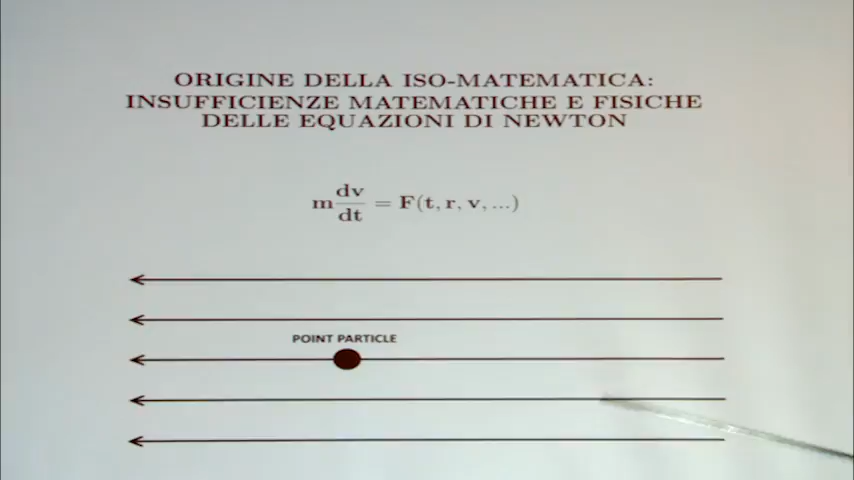 ORIGINE DELLA ISO-MATEMATICA:
INSUFFICIENZE MATEMATICHE E FISICHE
DELLE EQUAZIONI DI NEWTON
m dv/dt = F(t, r, v, ...)
POINT PARTICLE